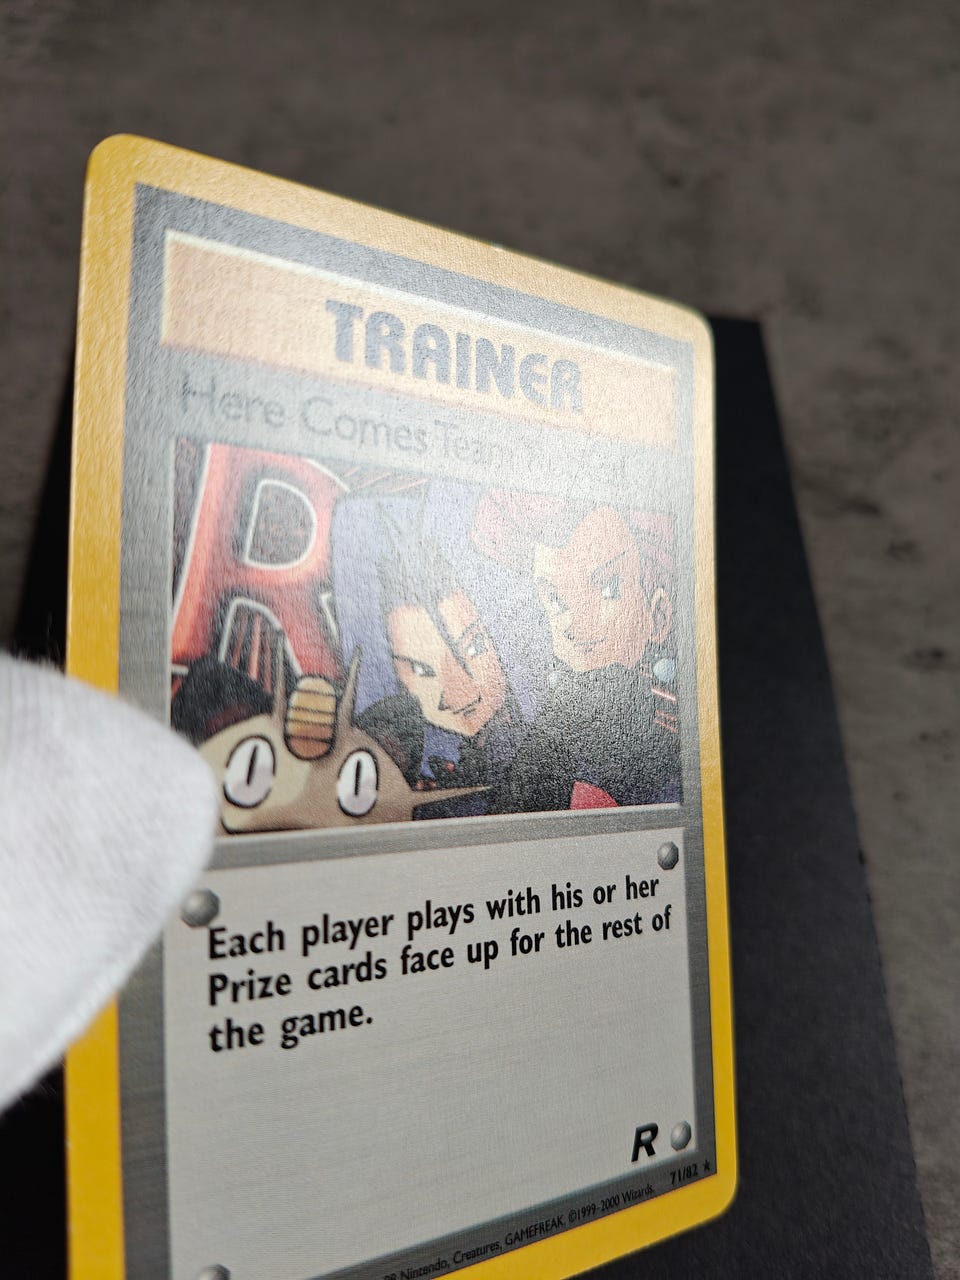 TRAINER
Here Comes Team
R
Each player plays with his or her
Prize cards face up for the rest of
the game.
R
71/82 ★
Nintendo, Creatures, GAMEFREAK. ©1999-2000 Wizards.